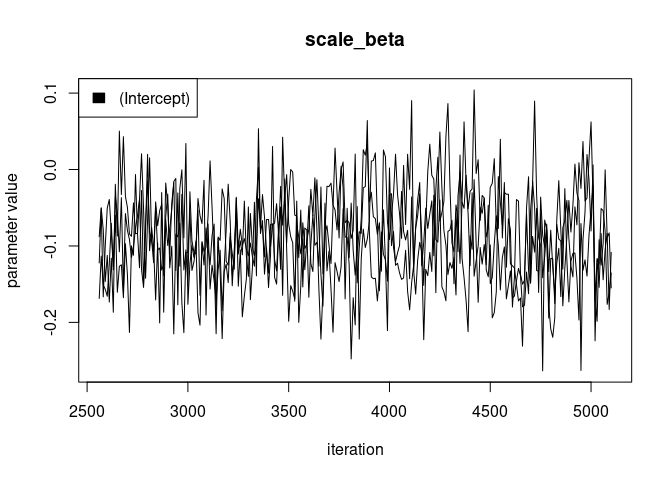 scale_beta
(Intercept)
0.1
0.0
-0.1
-0.2
parameter value
2500 3000 3500 4000 4500 5000
iteration